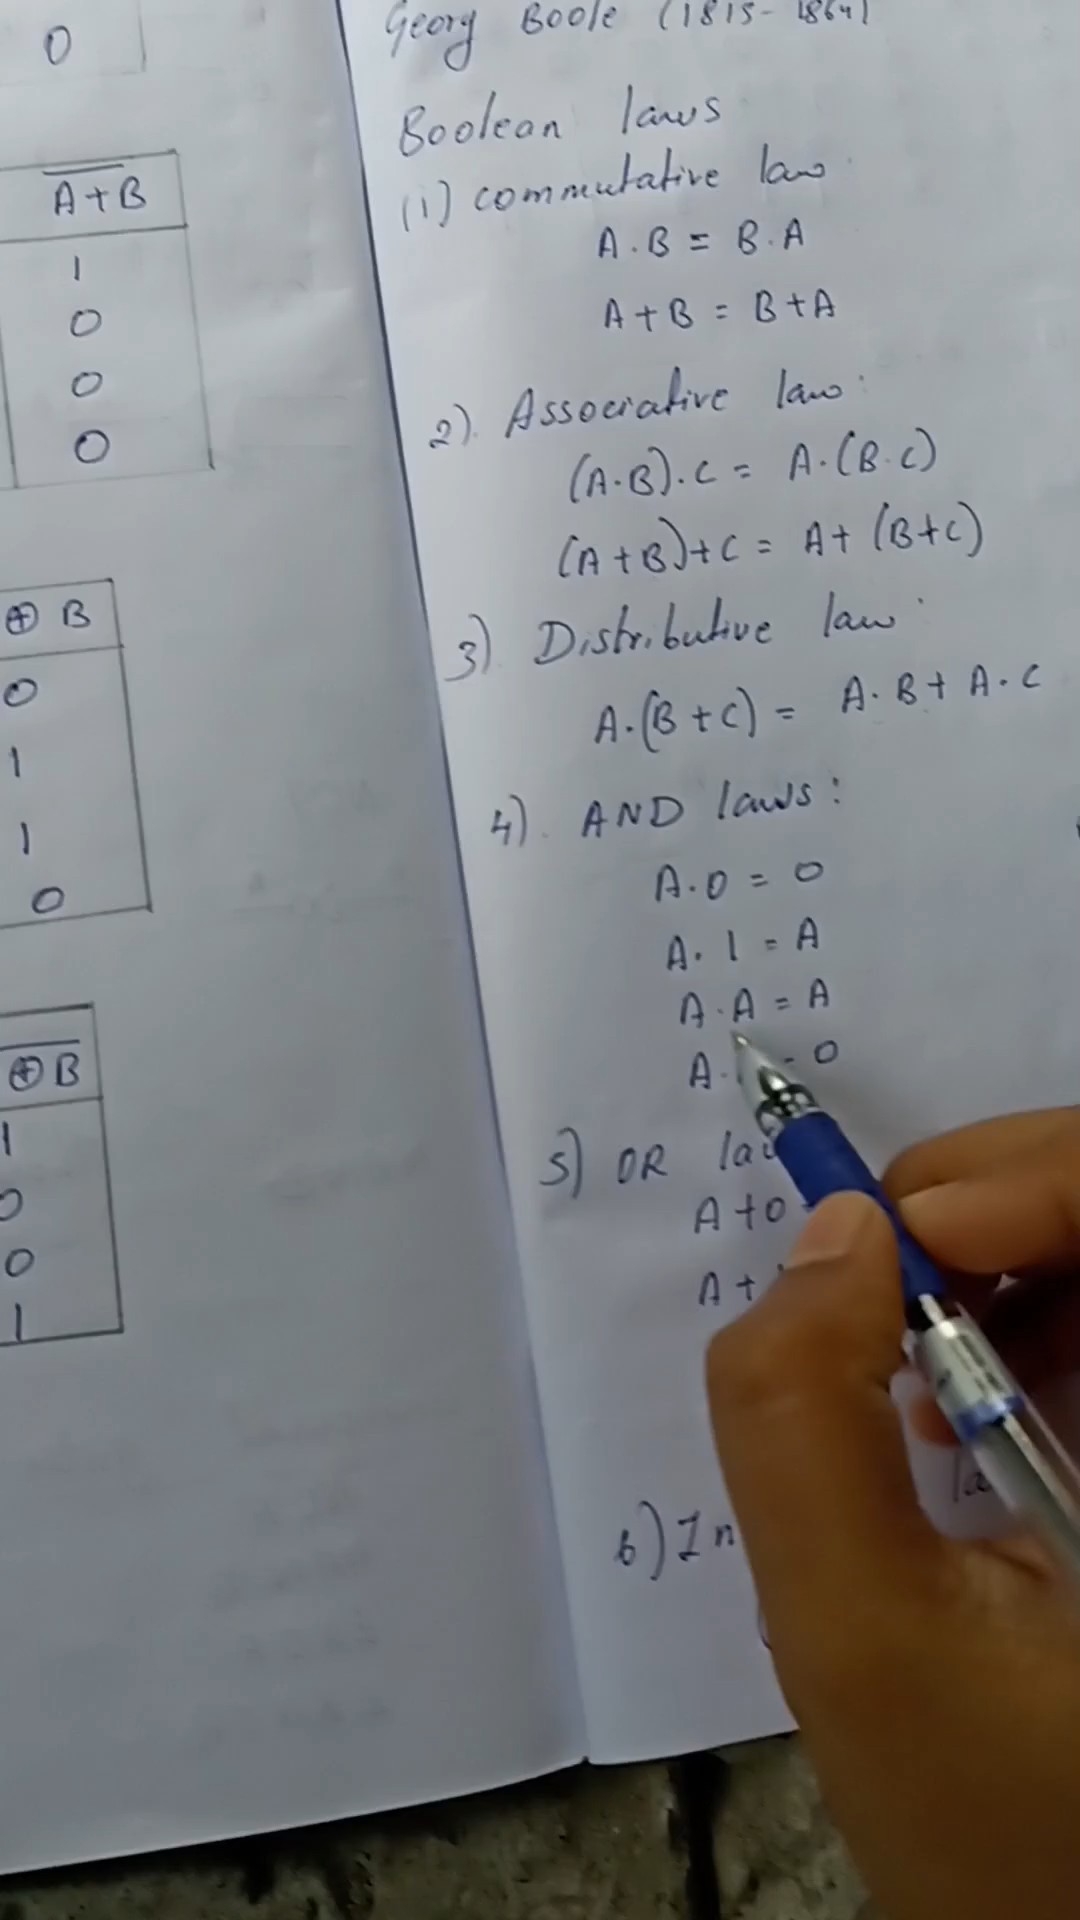 0
A+B
1
0
0
0
⊕ B
0
1
1
0
⊕ B
1
0
0
1
Georg Boole (1815-1864)
Boolean laws
(1) commutative law
A.B = B.A
A+B = B+A
2). Associative law:
(A.B).C = A.(B.C)
(A+B)+C = A+(B+C)
3). Distributive law:
A.(B+C) = A.B+A.C
4). AND laws:
A.0 = 0
A.1 = A
A.A = A
A. = 0
5) OR
A+0
A+
6)